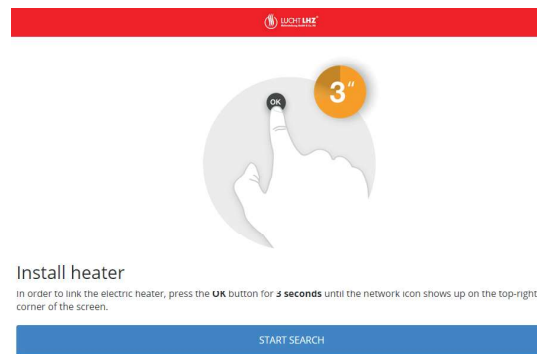 LUCHT LHZ
OK
3"
Install heater
In order to link the electric heater, press the OK button for 3 seconds until the network icon shows up on the top-right
corner of the screen.
START SEARCH